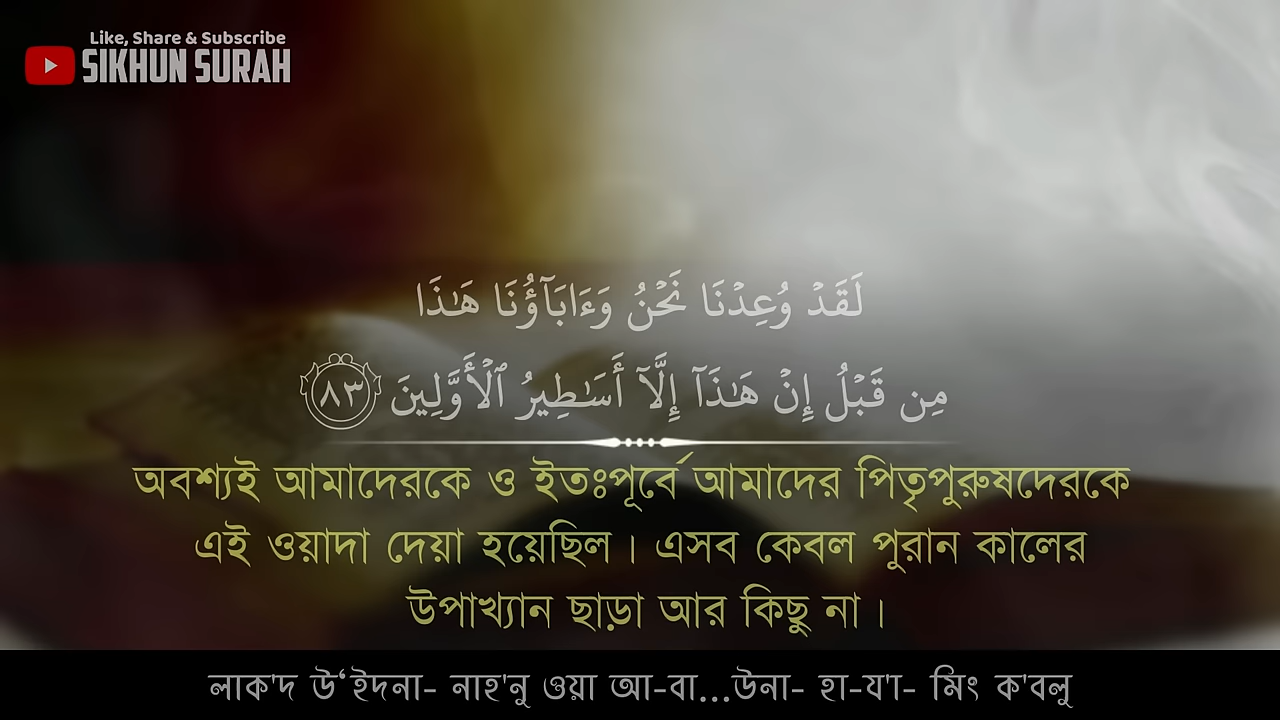 Like, Share & Subscribe
SIKHUN SURAH
لَقَدْ وُعِدْنَا نَحْنُ وَءَابَآؤُنَا هَـٰذَا
مِن قَبْلُ إِنْ هَـٰذَآ إِلَّآ أَسَـٰطِيرُ ٱلْأَوَّلِينَ ٨٣
অবশ্যই আমাদেরকে ও ইতঃপূর্বে আমাদের পিতৃপুরুষদেরকে
এই ওয়াদা দেয়া হয়েছিল। এসব কেবল পুরান কালের
উপাখ্যান ছাড়া আর কিছু না।
লাক'দ উ‘ইদনা- নাহ'নু ওয়া আ-বা...উনা- হা-য'া- মিং ক'বলু